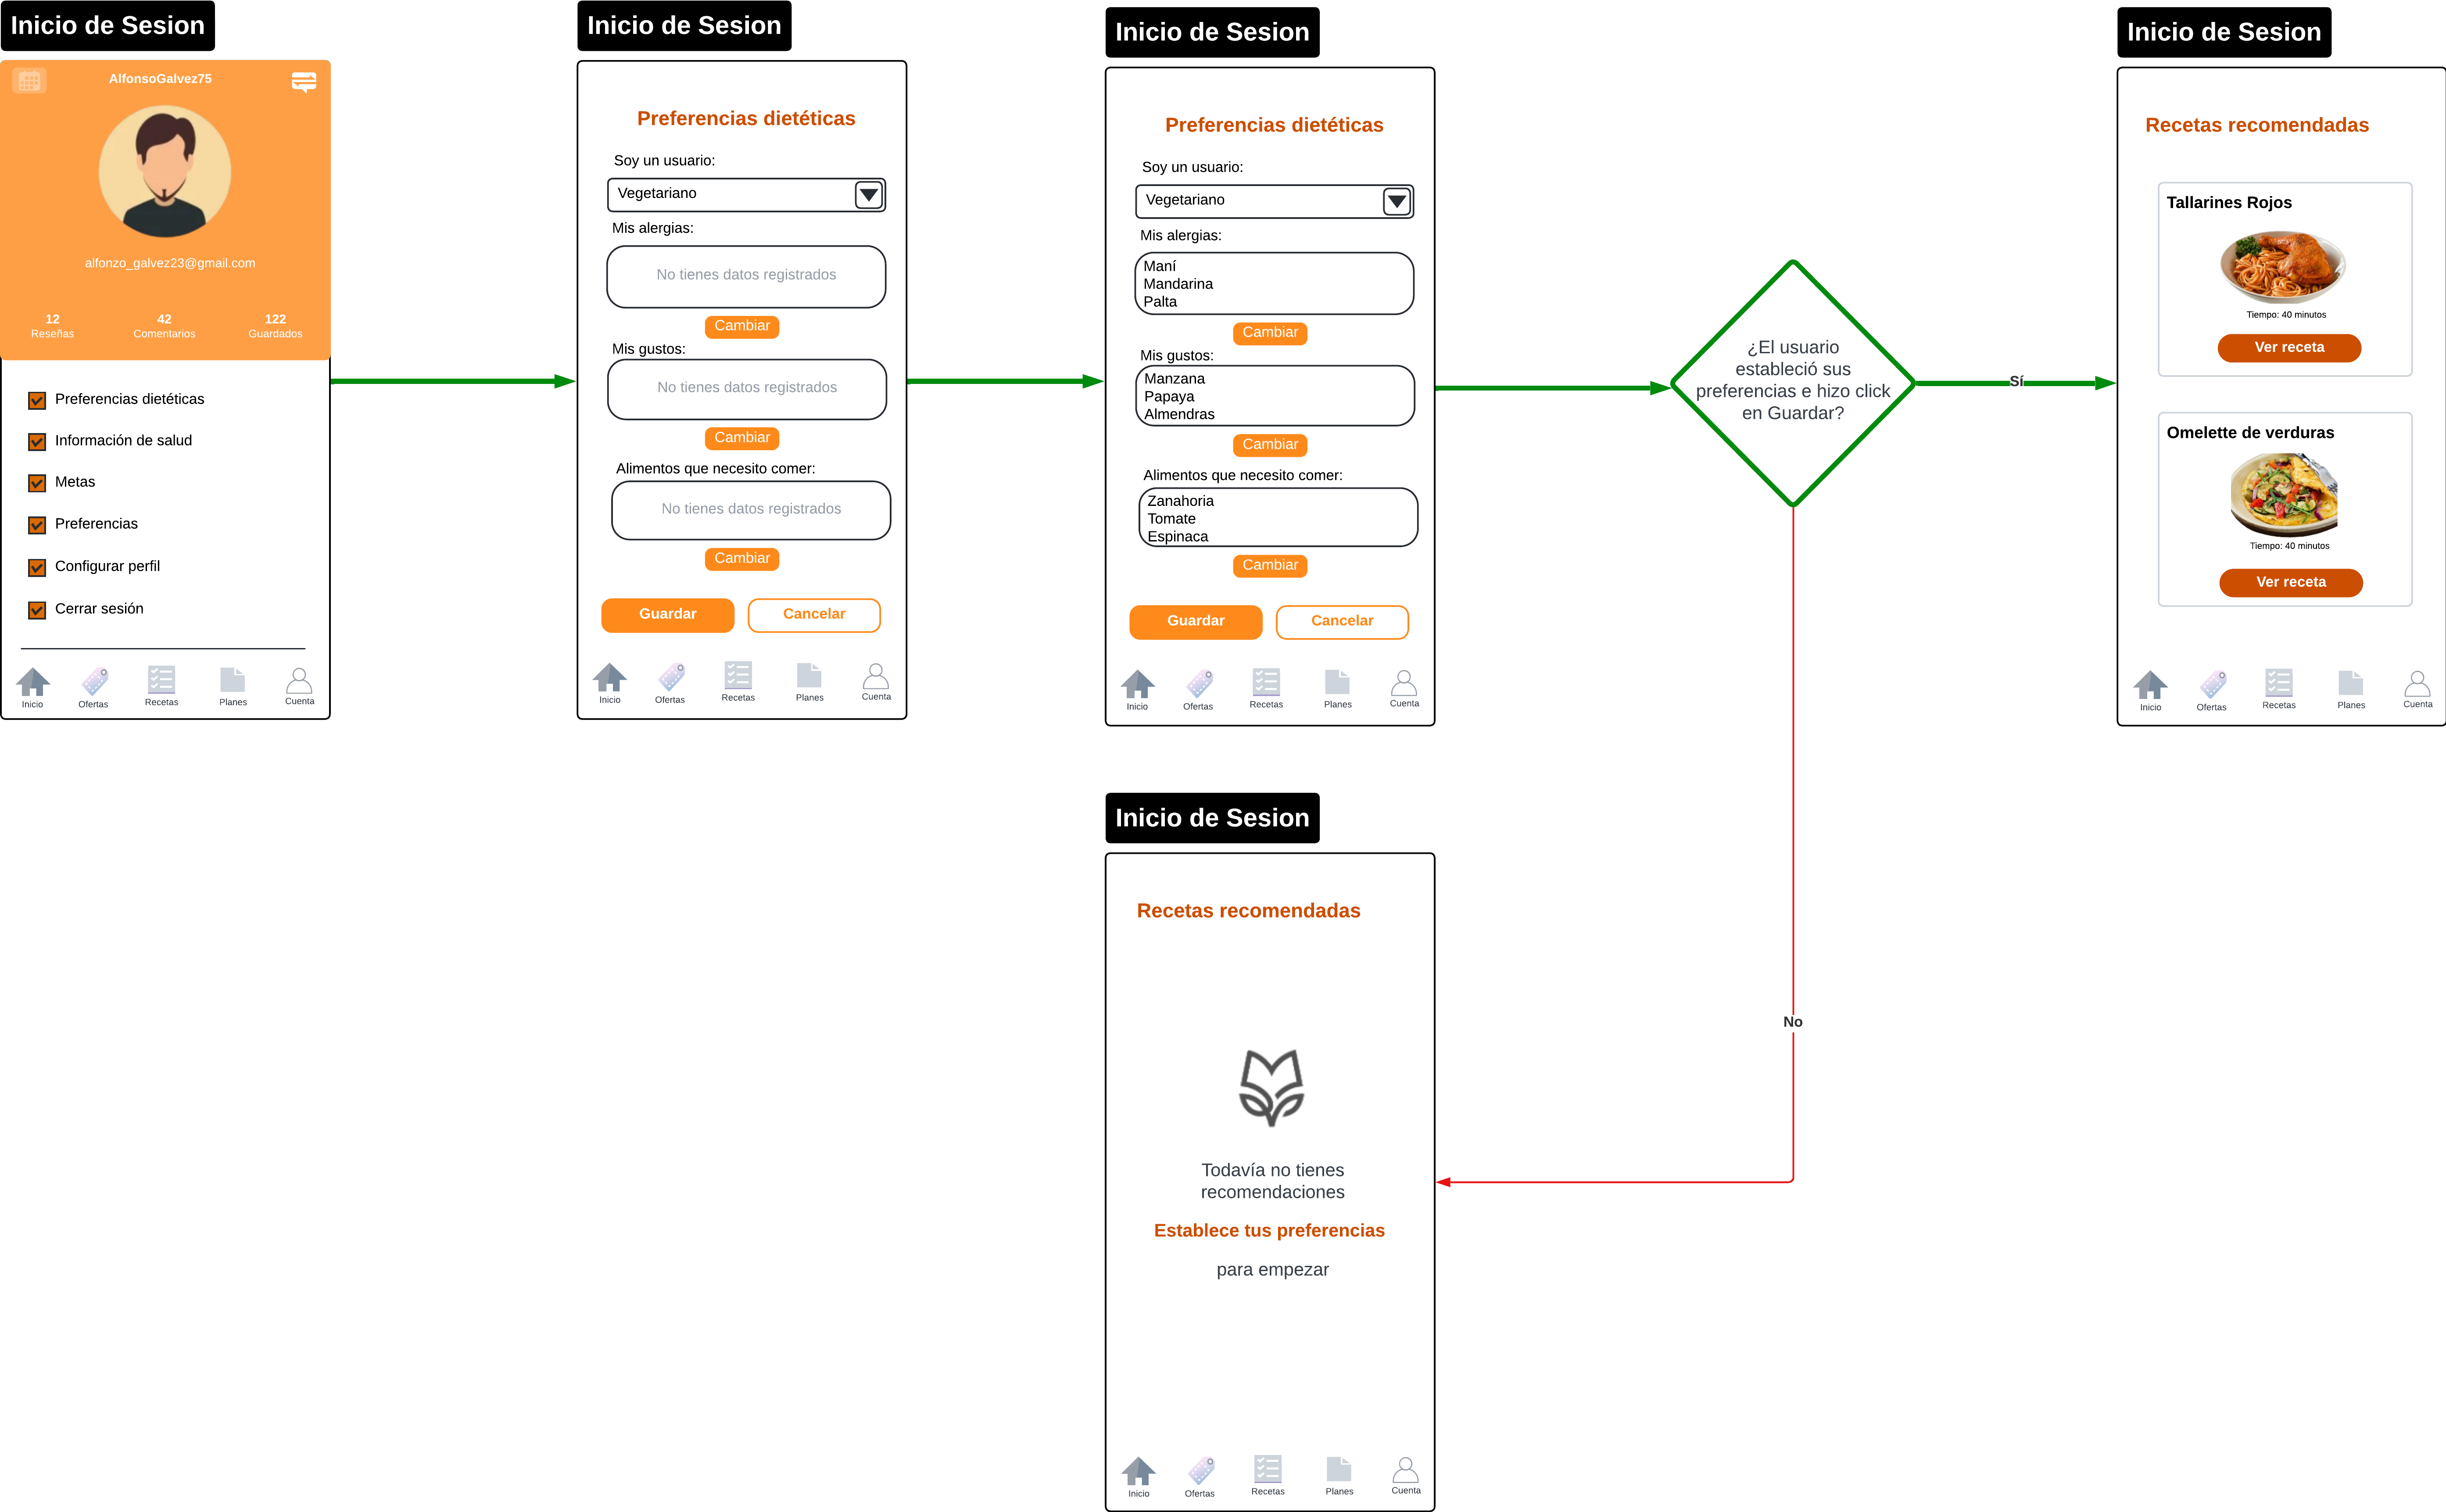 Inicio de Sesion
AlfonsoGalvez75
alfonzo_galvez23@gmail.com
12
Reseñas
42
Comentarios
122
Guardados
Preferencias dietéticas
Información de salud
Metas
Preferencias
Configurar perfil
Cerrar sesión
Inicio
Ofertas
Recetas
Planes
Cuenta
Inicio de Sesion
Preferencias dietéticas
Soy un usuario:
Vegetariano
Mis alergias:
No tienes datos registrados
Cambiar
Mis gustos:
No tienes datos registrados
Cambiar
Alimentos que necesito comer:
No tienes datos registrados
Cambiar
Guardar
Cancelar
Inicio
Ofertas
Recetas
Planes
Cuenta
Inicio de Sesion
Preferencias dietéticas
Soy un usuario:
Vegetariano
Mis alergias:
Maní
Mandarina
Palta
Cambiar
Mis gustos:
Manzana
Papaya
Almendras
Cambiar
Alimentos que necesito comer:
Zanahoria
Tomate
Espinaca
Cambiar
Guardar
Cancelar
Inicio
Ofertas
Recetas
Planes
Cuenta
¿El usuario
estableció sus
preferencias e hizo click
en Guardar?
Sí
No
Inicio de Sesion
Recetas recomendadas
Tallarines Rojos
Tiempo: 40 minutos
Ver receta
Omelette de verduras
Tiempo: 40 minutos
Ver receta
Inicio
Ofertas
Recetas
Planes
Cuenta
Inicio de Sesion
Recetas recomendadas
Todavía no tienes
recomendaciones
Establece tus preferencias
para empezar
Inicio
Ofertas
Recetas
Planes
Cuenta